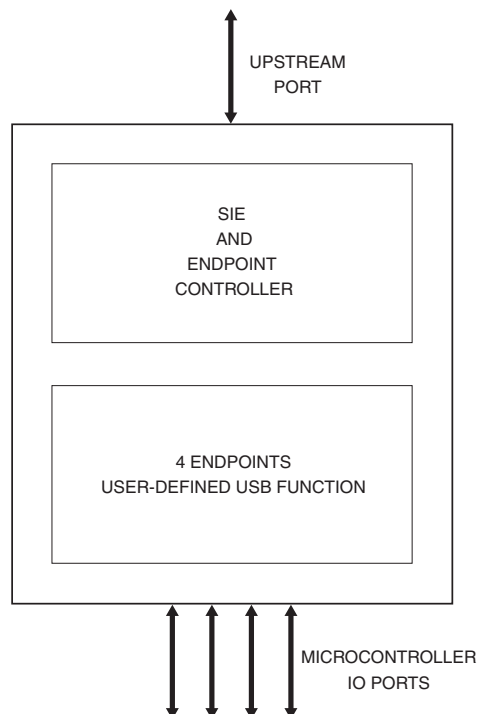 UPSTREAM
PORT
SIE
AND
ENDPOINT
CONTROLLER
4 ENDPOINTS
USER-DEFINED USB FUNCTION
MICROCONTROLLER
IO PORTS